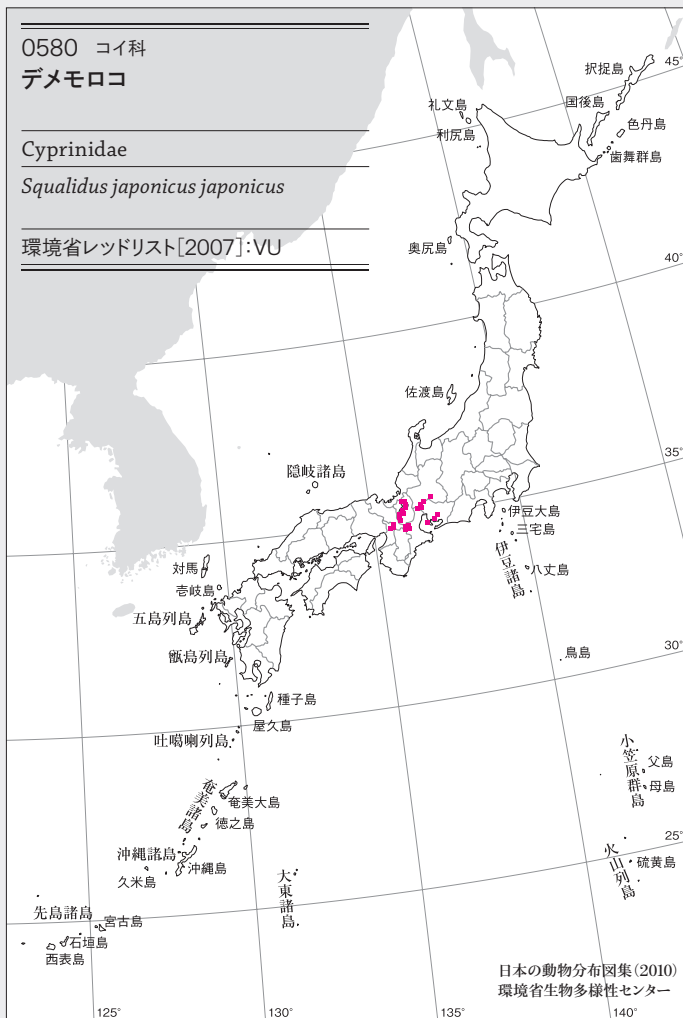 0580 コイ科
デメモロコ
Cyprinidae
Squalidus japonicus japonicus
環境省レッドリスト[2007]:VU
択捉島
45°
国後島
礼文島
色丹島
利尻島
歯舞群島
奥尻島
40°
佐渡島
35°
隠岐諸島
伊豆大島
三宅島
伊豆諸島
八丈島
対馬
壱岐島
五島列島
甑島列島
鳥島
30°
種子島
屋久島
吐噶喇列島
小笠原群島
父島
母島
奄美諸島
奄美大島
徳之島
25°
沖縄諸島
沖縄島
久米島
火山列島
硫黄島
大東諸島
先島諸島
宮古島
石垣島
西表島
日本の動物分布図集(2010)
環境省生物多様性センター
125°
130°
135°
140°